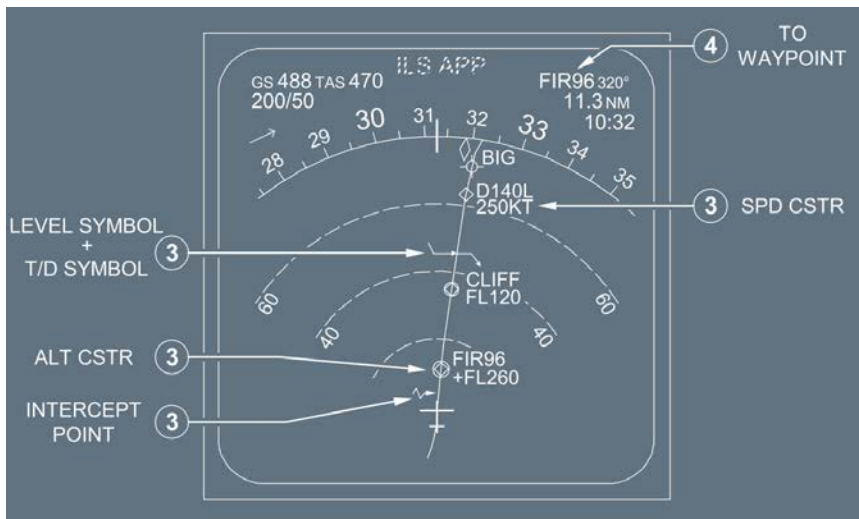 ILS APP
GS 488 TAS 470
200/50
FIR96 320°
11.3 NM
10:32
4
TO
WAYPOINT
28
29
30
31
32
33
34
35
BIG
D140L
250KT
3
SPD CSTR
LEVEL SYMBOL
+
T/D SYMBOL
3
60
60
CLIFF
FL120
40
40
ALT CSTR
3
FIR96
+FL260
INTERCEPT
POINT
3